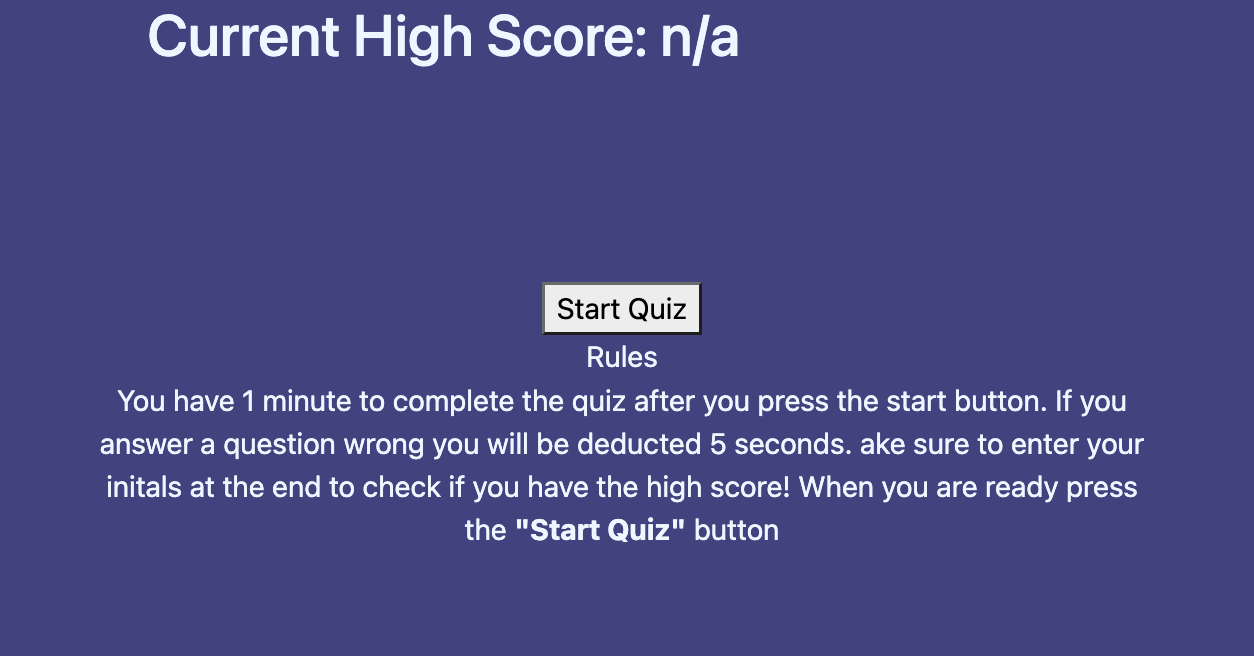 Current High Score: n/a
Start Quiz
Rules
You have 1 minute to complete the quiz after you press the start button. If you
answer a question wrong you will be deducted 5 seconds. ake sure to enter your
initals at the end to check if you have the high score! When you are ready press
the "Start Quiz" button